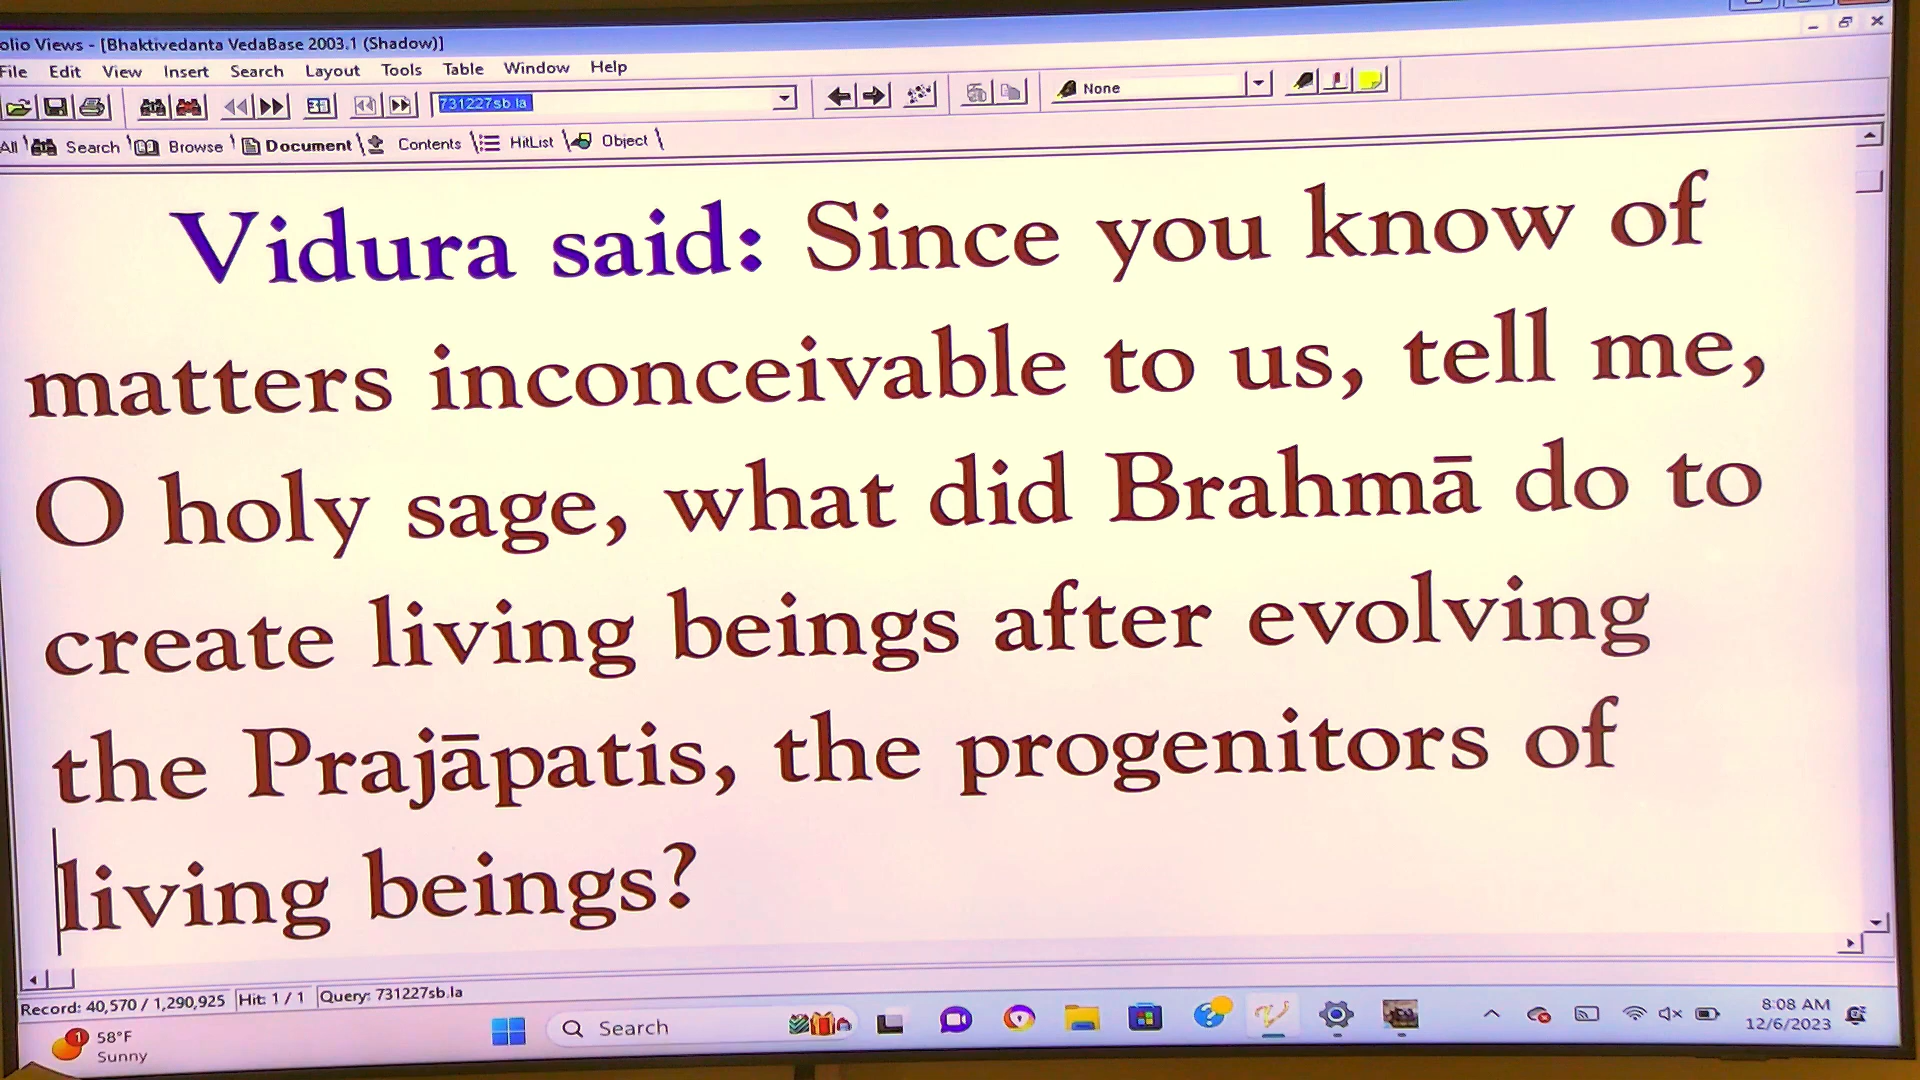 olio Views - [Bhaktivedanta VedaBase 2003.1 (Shadow)]
File Edit View Insert Search Layout Tools Table Window Help
731227sb.la
None
All Search Browse Document Contents HitList Object
Vidura said: Since you know of
matters inconceivable to us, tell me,
O holy sage, what did Brahmā do to
create living beings after evolving
the Prajāpatis, the progenitors of
living beings?
Record: 40,570 / 1,290,925 Hit: 1 / 1 Query: 731227sb.la
1 58°F
Sunny
Search
8:08 AM
12/6/2023